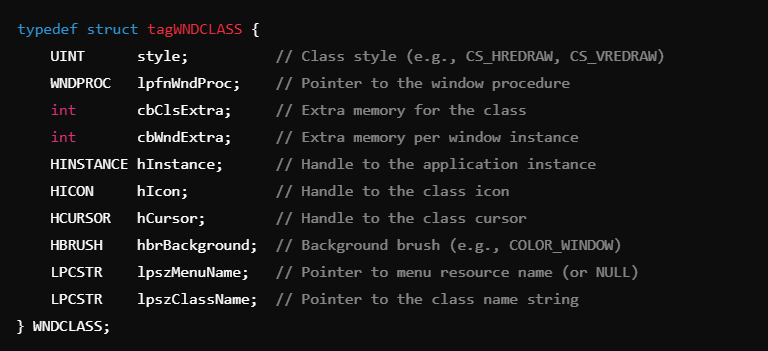 typedef struct tagWNDCLASS {
    UINT      style;          // Class style (e.g., CS_HREDRAW, CS_VREDRAW)
    WNDPROC   lpfnWndProc;    // Pointer to the window procedure
    int       cbClsExtra;     // Extra memory for the class
    int       cbWndExtra;     // Extra memory per window instance
    HINSTANCE hInstance;      // Handle to the application instance
    HICON     hIcon;          // Handle to the class icon
    HCURSOR   hCursor;        // Handle to the class cursor
    HBRUSH    hbrBackground;  // Background brush (e.g., COLOR_WINDOW)
    LPCSTR    lpszMenuName;   // Pointer to menu resource name (or NULL)
    LPCSTR    lpszClassName;  // Pointer to the class name string
} WNDCLASS;